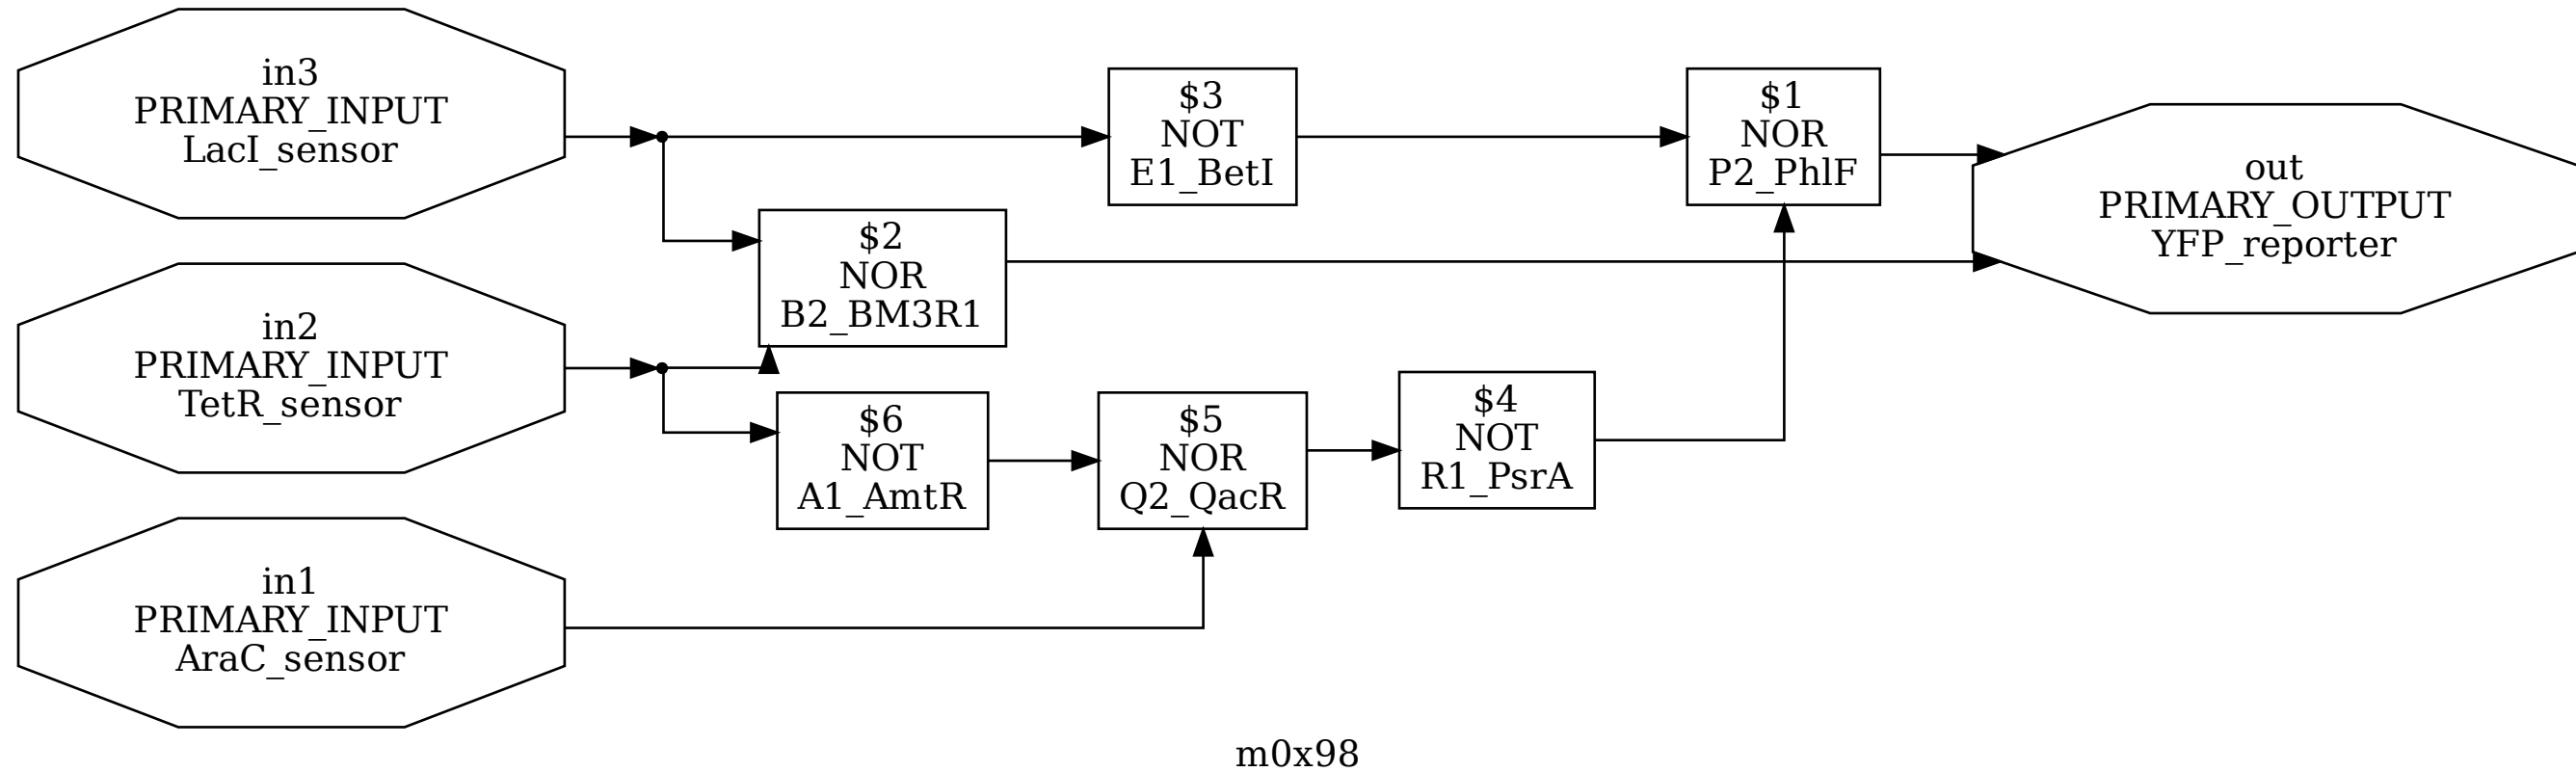 in3
PRIMARY_INPUT
LacI_sensor
$3
NOT
E1_BetI
$1
NOR
P2_PhlF
out
PRIMARY_OUTPUT
YFP_reporter
$2
NOR
B2_BM3R1
in2
PRIMARY_INPUT
TetR_sensor
$6
NOT
A1_AmtR
$5
NOR
Q2_QacR
$4
NOT
R1_PsrA
in1
PRIMARY_INPUT
AraC_sensor
m0x98